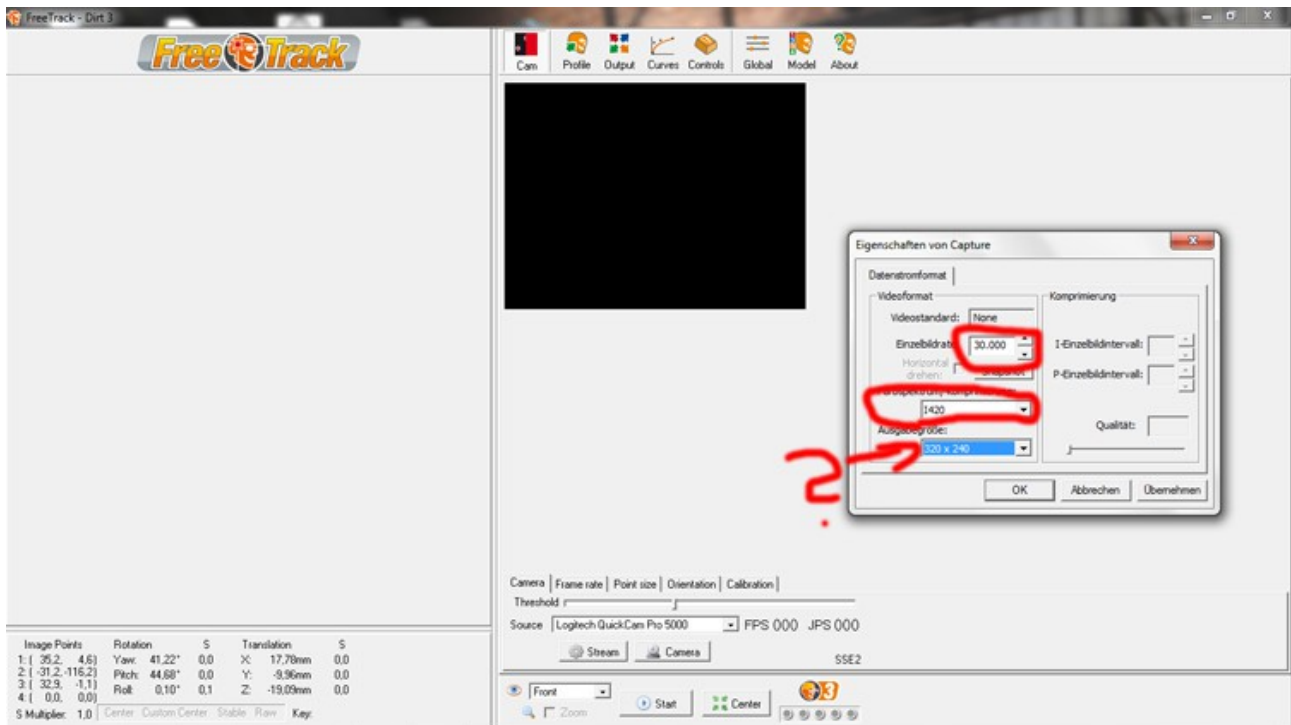 FreeTrack - Dirt 3
FreeTrack
Cam Profile Output Curves Controls Global Model About
Eigenschaften von Capture
Datenstromformat
Videoformat
Komprimierung
Videostandard: None
Einzelbildrate 30.000
I-Einzelbildintervall:
Horizontal
drehen:
P-Einzelbildintervall:
I420
Qualität:
Ausgabegröße:
320 x 240
?
OK Abbrechen Übernehmen
Camera Frame rate Point size Orientation Calibration
Threshold
Source Logitech QuickCam Pro 5000 FPS 000 JPS 000
Stream Camera
SSE2
Image Points Rotation S Translation S
1: ( 35,2, 4,6) Yaw: 41,22° 0,0 X: 17,78mm 0,0
2: ( -31,2, -116,2) Pitch: 44,68° 0,0 Y: -9,96mm 0,0
3: ( 32,9, -1,1) Roll: 0,10° 0,1 Z: -19,09mm 0,0
4: ( 0,0, 0,0)
S Multiplier: 1,0 Center Custom Center Stable Raw Key:
Front
Zoom
Start Center
3